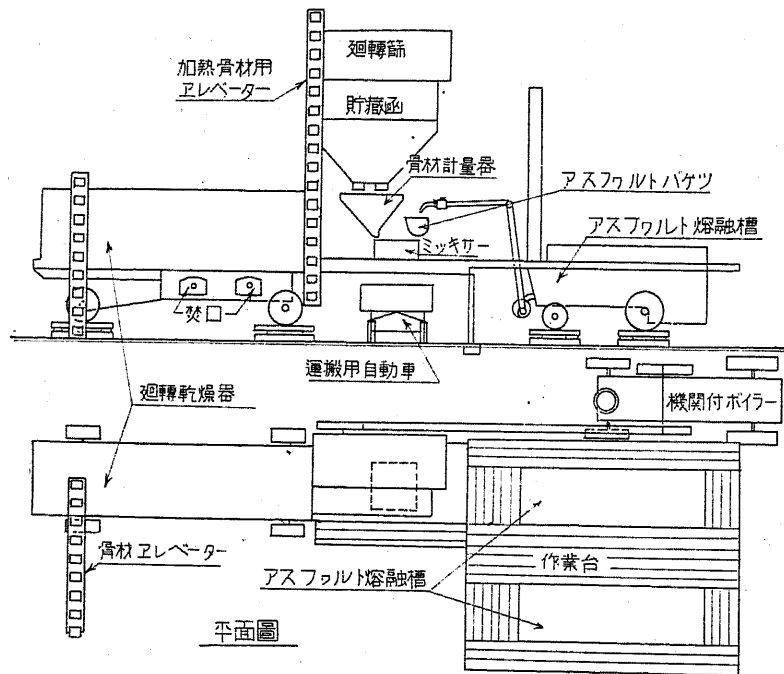 廻轉篩
加熱骨材用
ヱレベーター
貯蔵函
骨材計量器
アスファルトバケツ
アスファルト熔融槽
ミッキサー
焚口
運搬用自動車
機関付ボイラー
廻轉乾燥器
骨材ヱレベーター
アスファルト熔融槽
作業台
平面圖